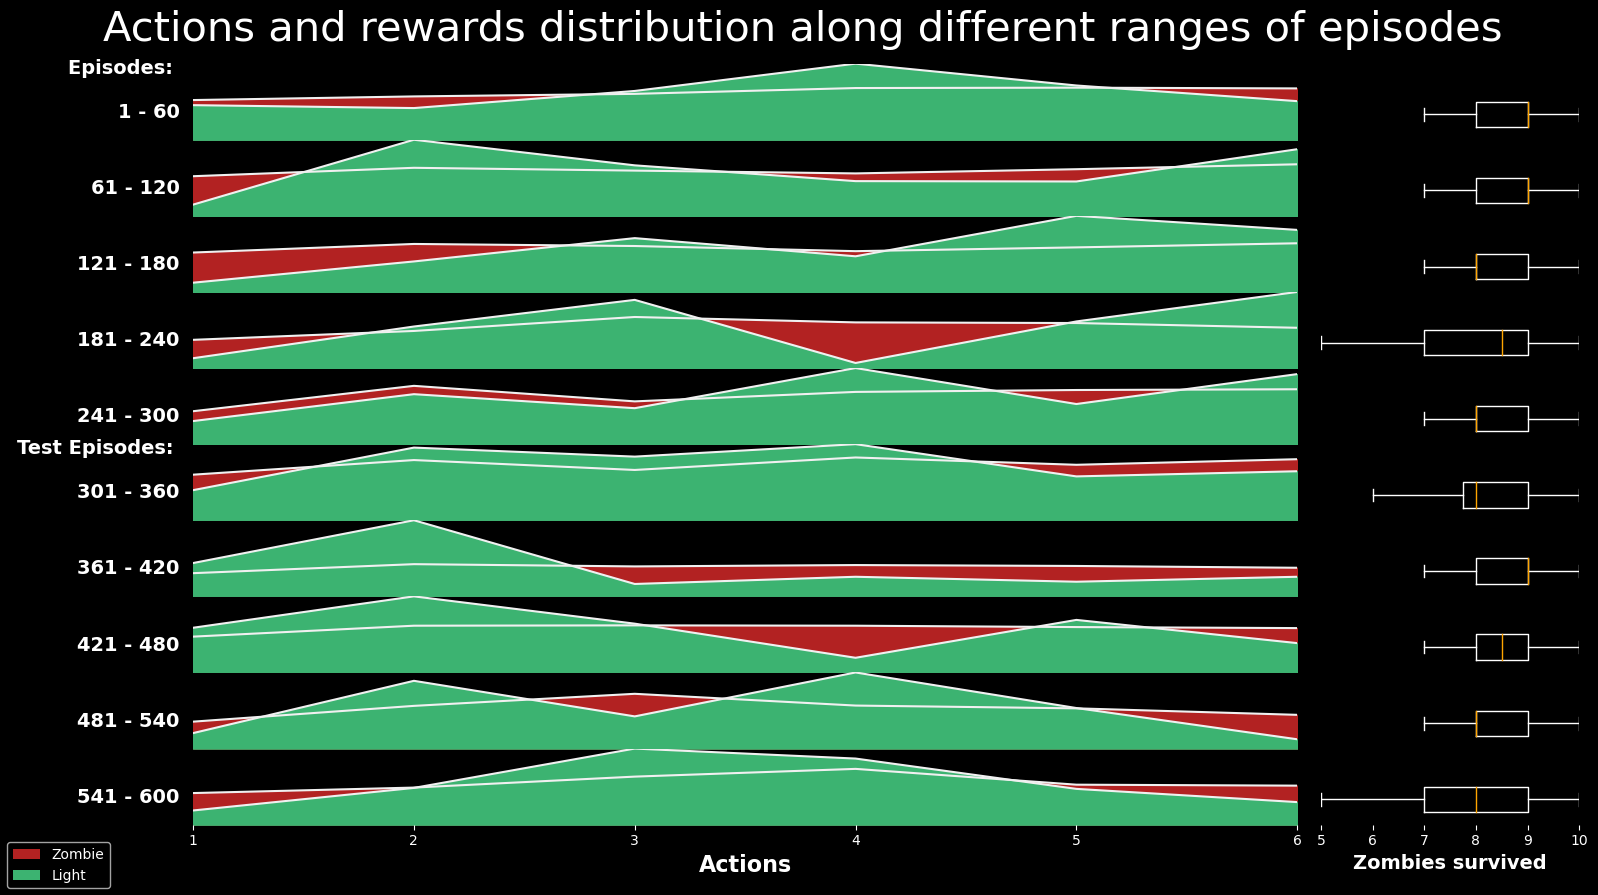 Actions and rewards distribution along different ranges of episodes
Episodes:
1 - 60
61 - 120
121 - 180
181 - 240
241 - 300
Test Episodes:
301 - 360
361 - 420
421 - 480
481 - 540
541 - 600
1 2 3 4 5 6 5 6 7 8 9 10
Actions
Zombies survived
Zombie
Light